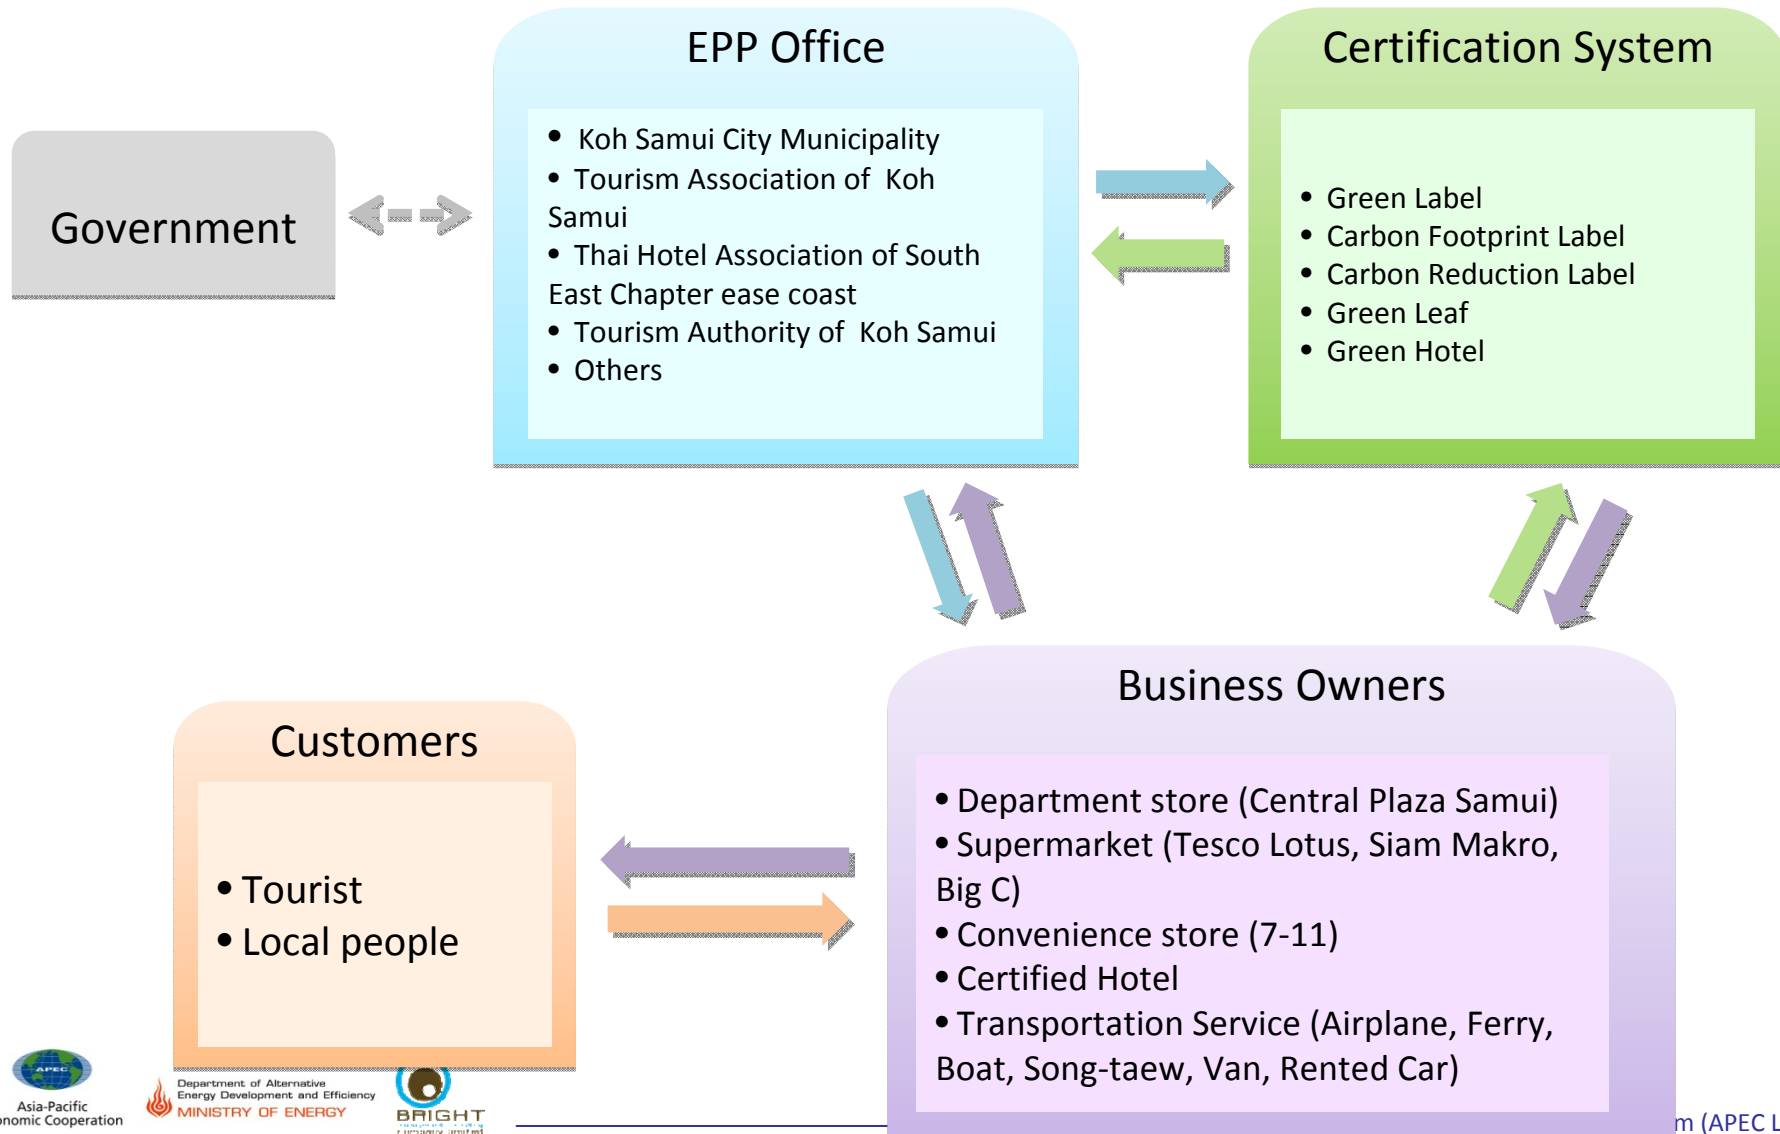 EPP Office
• Koh Samui City Municipality
• Tourism Association of Koh
Samui
• Thai Hotel Association of South
East Chapter ease coast
• Tourism Authority of Koh Samui
• Others
Certification System
• Green Label
• Carbon Footprint Label
• Carbon Reduction Label
• Green Leaf
• Green Hotel
Government
Customers
• Tourist
• Local people
Business Owners
• Department store (Central Plaza Samui)
• Supermarket (Tesco Lotus, Siam Makro,
Big C)
• Convenience store (7-11)
• Certified Hotel
• Transportation Service (Airplane, Ferry,
Boat, Song-taew, Van, Rented Car)
APEC
Asia-Pacific
onomic Cooperation
Department of Alternative
Energy Development and Efficiency
MINISTRY OF ENERGY
BRIGHT
m (APEC L